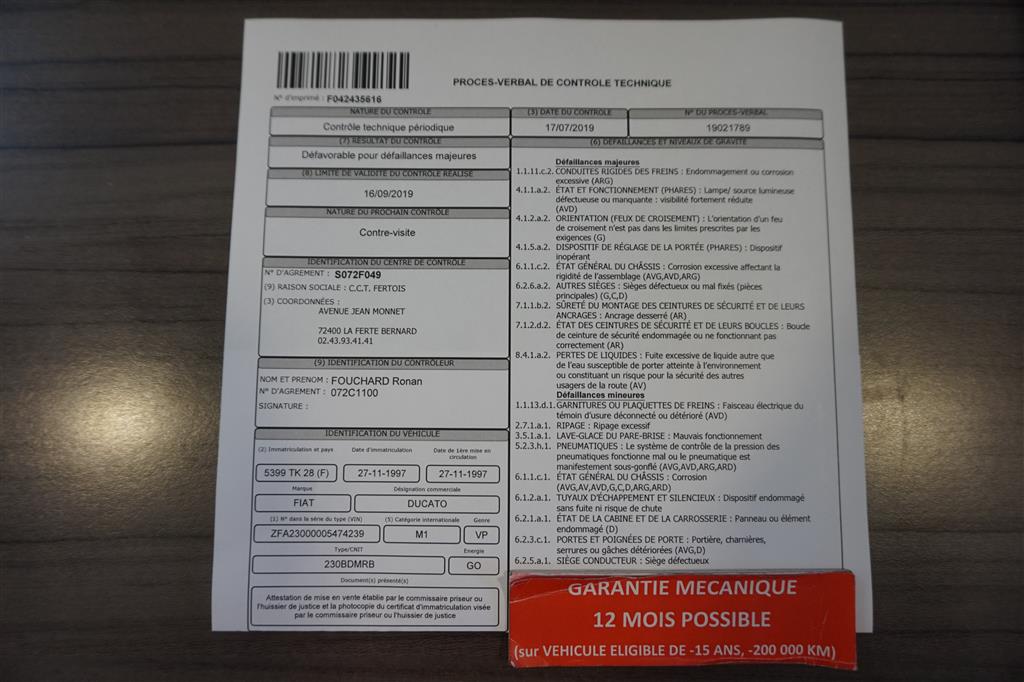 PROCES-VERBAL DE CONTROLE TECHNIQUE
N° d'imprimé : F042435616
NATURE DU CONTRÔLE
Contrôle technique périodique
(7) RÉSULTAT DU CONTRÔLE
Défavorable pour défaillances majeures
(8) LIMITE DE VALIDITÉ DU CONTRÔLE RÉALISÉ
16/09/2019
NATURE DU PROCHAIN CONTRÔLE
Contre-visite
IDENTIFICATION DU CENTRE DE CONTRÔLE
N° D'AGREMENT : S072F049
(9) RAISON SOCIALE : C.C.T. FERTOIS
(3) COORDONNÉES :
AVENUE JEAN MONNET
72400 LA FERTE BERNARD
02.43.93.41.41
(9) IDENTIFICATION DU CONTRÔLEUR
NOM ET PRENOM : FOUCHARD Ronan
N° D'AGREMENT : 072C1100
SIGNATURE :
IDENTIFICATION DU VÉHICULE
(2) Immatriculation et pays Date d'immatriculation Date de 1ère mise en
circulation
5399 TK 28 (F) 27-11-1997 27-11-1997
Marque Désignation commerciale
FIAT DUCATO
(1) N° dans la série du type (VIN) (5) Catégorie internationale Genre
ZFA23000005474239 M1 VP
Type/CNIT Energie
230BDMRB GO
Document(s) présenté(s)
Attestation de mise en vente établie par le commissaire priseur ou
l'huissier de justice et la photocopie du certificat d'immatriculation visée
par le commissaire priseur ou l'huissier de justice
(3) DATE DU CONTRÔLE N° DU PROCÈS-VERBAL
17/07/2019 19021789
(6) DÉFAILLANCES ET NIVEAUX DE GRAVITÉ
Défaillances majeures
1.1.11.c.2. CONDUITES RIGIDES DES FREINS : Endommagement ou corrosion
excessive (ARG)
4.1.1.a.2. ÉTAT ET FONCTIONNEMENT (PHARES) : Lampe/ source lumineuse
défectueuse ou manquante : visibilité fortement réduite
(AVD)
4.1.2.a.2. ORIENTATION (FEUX DE CROISEMENT) : L'orientation d'un feu
de croisement n'est pas dans les limites prescrites par les
exigences (G)
4.1.5.a.2. DISPOSITIF DE RÉGLAGE DE LA PORTÉE (PHARES) : Dispositif
inopérant
6.1.1.c.2. ÉTAT GÉNÉRAL DU CHÂSSIS : Corrosion excessive affectant la
rigidité de l'assemblage (AVG,AVD,ARG)
6.2.6.a.2. AUTRES SIÈGES : Sièges défectueux ou mal fixés (pièces
principales) (G,C,D)
7.1.1.b.2. SÛRETÉ DU MONTAGE DES CEINTURES DE SÉCURITÉ ET DE LEURS
ANCRAGES : Ancrage desserré (AR)
7.1.2.d.2. ÉTAT DES CEINTURES DE SÉCURITÉ ET DE LEURS BOUCLES : Boucle
de ceinture de sécurité endommagée ou ne fonctionnant pas
correctement (AR)
8.4.1.a.2. PERTES DE LIQUIDES : Fuite excessive de liquide autre que
de l'eau susceptible de porter atteinte à l'environnement
ou constituant un risque pour la sécurité des autres
usagers de la route (AV)
Défaillances mineures
1.1.13.d.1. GARNITURES OU PLAQUETTES DE FREINS : Faisceau électrique du
témoin d'usure déconnecté ou détérioré (AVD)
2.7.1.a.1. RIPAGE : Ripage excessif
3.5.1.a.1. LAVE-GLACE DU PARE-BRISE : Mauvais fonctionnement
5.2.3.h.1. PNEUMATIQUES : Le système de contrôle de la pression des
pneumatiques fonctionne mal ou le pneumatique est
manifestement sous-gonflé (AVG,AVD,ARG,ARD)
6.1.1.c.1. ÉTAT GÉNÉRAL DU CHÂSSIS : Corrosion
(AVG,AV,AVD,G,C,D,ARG,ARD)
6.1.2.a.1. TUYAUX D'ÉCHAPPEMENT ET SILENCIEUX : Dispositif endommagé
sans fuite ni risque de chute
6.2.1.a.1. ÉTAT DE LA CABINE ET DE LA CARROSSERIE : Panneau ou élément
endommagé (D)
6.2.3.c.1. PORTES ET POIGNÉES DE PORTE : Portière, charnières,
serrures ou gâches détériorées (AVG,D)
6.2.5.a.1. SIÈGE CONDUCTEUR : Siège défectueux
GARANTIE MECANIQUE
12 MOIS POSSIBLE
(sur VEHICULE ELIGIBLE DE -15 ANS, -200 000 KM)